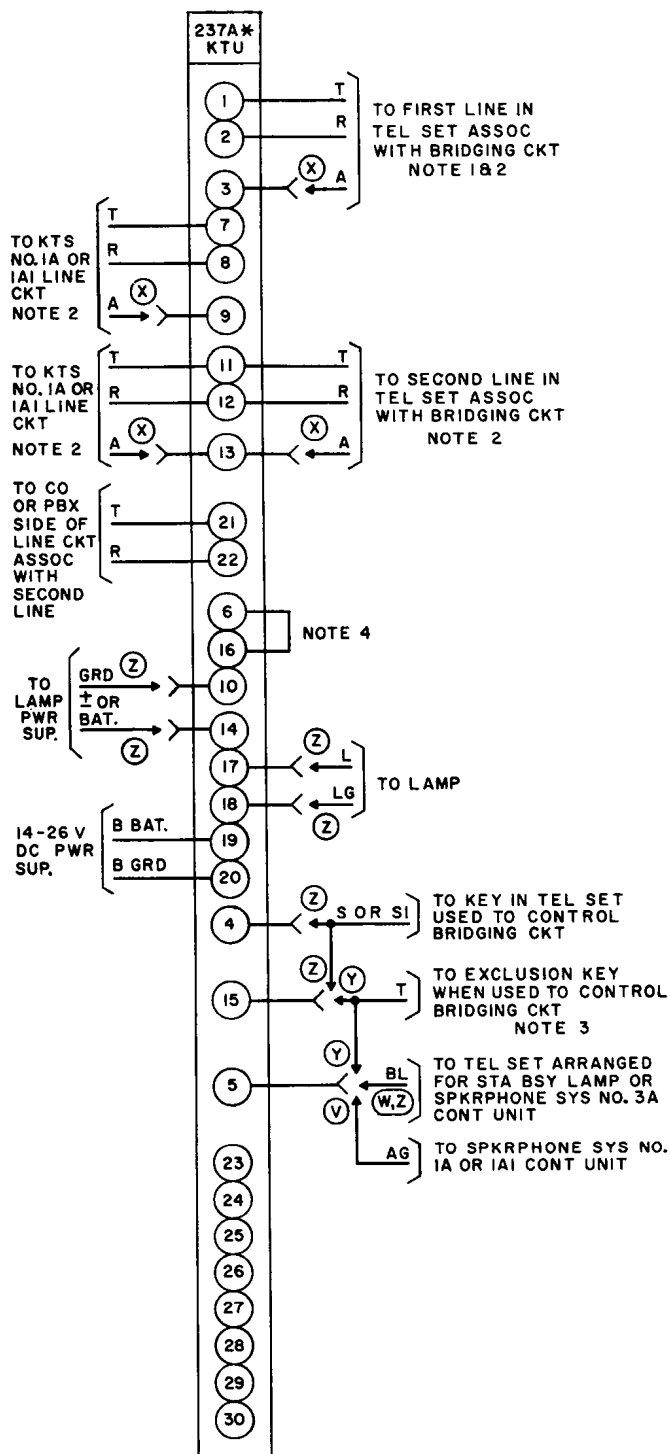 237A*
KTU
1
T
2
R
3
X
A
TO FIRST LINE IN
TEL SET ASSOC
WITH BRIDGING CKT
NOTE 1&2
TO KTS
NO.1A OR
1A1 LINE
CKT
NOTE 2
T
7
R
8
A
X
9
TO KTS
NO.1A OR
1A1 LINE
CKT
NOTE 2
T
11
T
R
12
R
A
X
13
X
A
TO SECOND LINE IN
TEL SET ASSOC
WITH BRIDGING CKT
NOTE 2
TO CO
OR PBX
SIDE OF
LINE CKT
ASSOC
WITH
SECOND
LINE
T
21
R
22
6
16
NOTE 4
TO
LAMP
PWR
SUP.
GRD
Z
10
± OR
BAT.
Z
14
17
Z
L
18
LG
Z
TO LAMP
14-26 V
DC PWR
SUP.
B BAT.
19
B GRD
20
4
Z
S OR S1
TO KEY IN TEL SET
USED TO CONTROL
BRIDGING CKT
15
Z
Y
T
TO EXCLUSION KEY
WHEN USED TO CONTROL
BRIDGING CKT
NOTE 3
5
Y
BL
W,Z
V
TO TEL SET ARRANGED
FOR STA BSY LAMP OR
SPKRPHONE SYS NO. 3A
CONT UNIT
AG
TO SPKRPHONE SYS NO.
1A OR 1A1 CONT UNIT
23
24
25
26
27
28
29
30